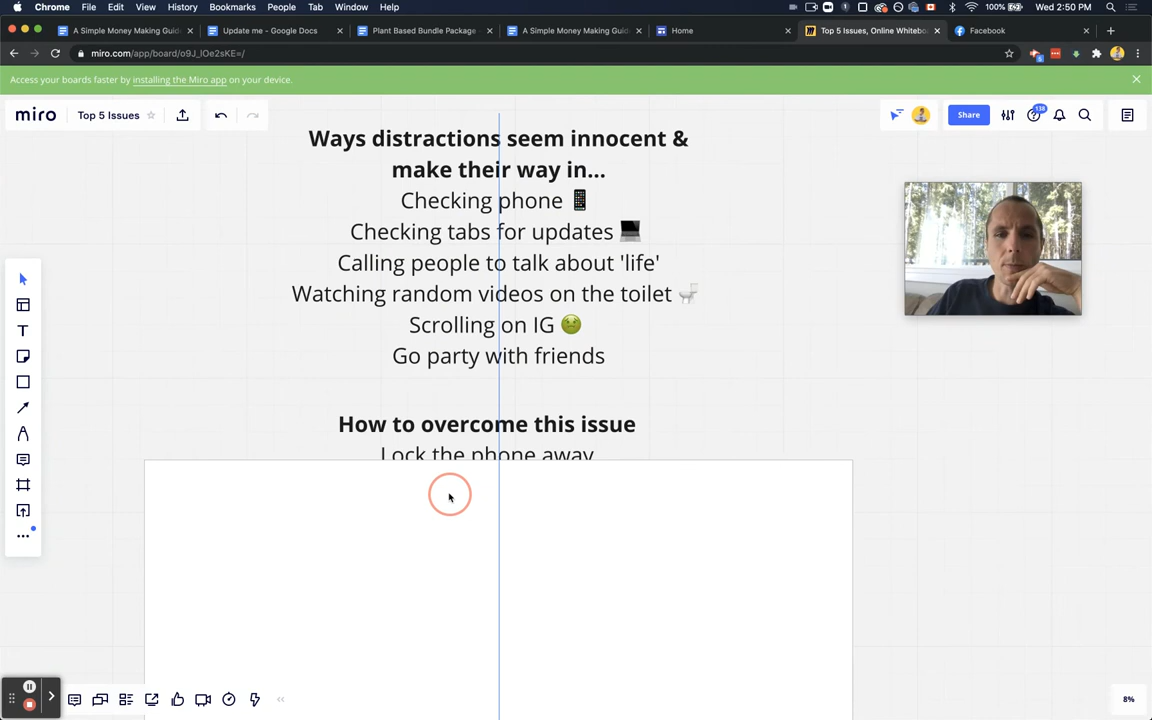 Chrome File Edit View History Bookmarks People Tab Window Help 100% Wed 2:50 PM
A Simple Money Making Guid Update me - Google Docs Plant Based Bundle Package A Simple Money Making Guid Home Top 5 Issues, Online Whiteboa Facebook
miro.com/app/board/o9J_lOe2sKE=/
Access your boards faster by installing the Miro app on your device.
miro Top 5 Issues Share 138
Ways distractions seem innocent &
make their way in...
Checking phone 📱
Checking tabs for updates 💻
Calling people to talk about 'life'
Watching random videos on the toilet 🚽
Scrolling on IG 🤢
Go party with friends
How to overcome this issue
Lock the phone away
8%